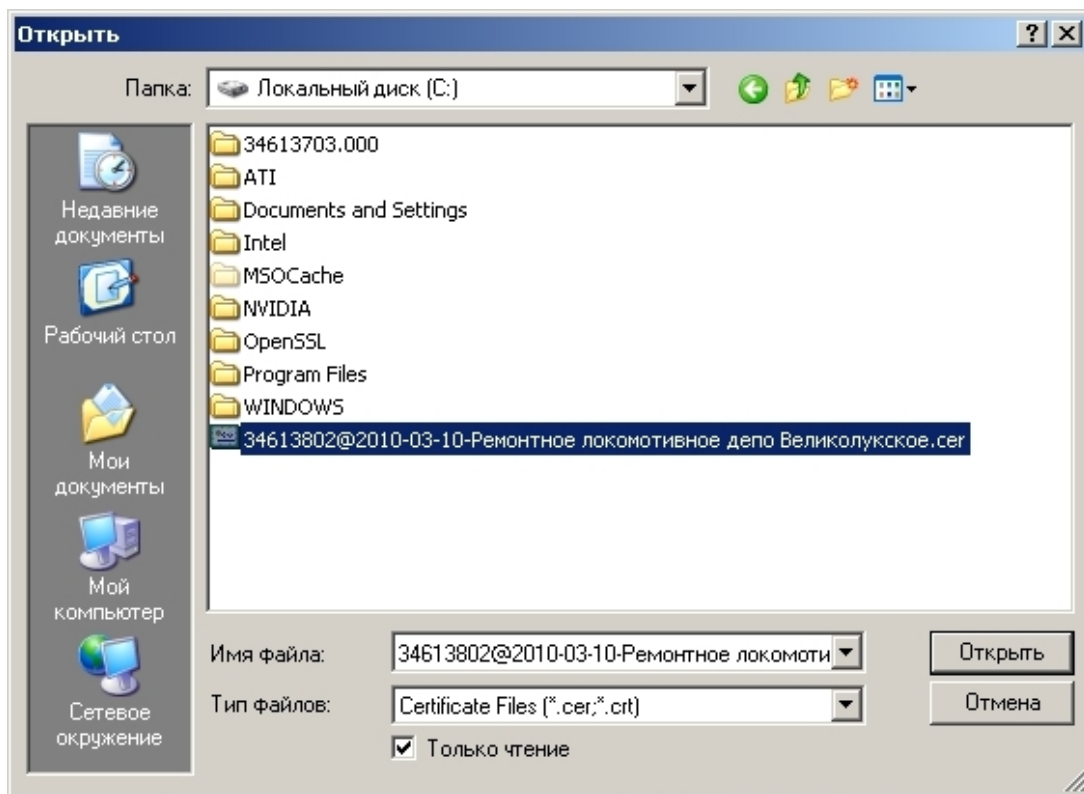 Открыть
Папка: Локальный диск (C:)
Недавние документы
Рабочий стол
Мои документы
Мой компьютер
Сетевое окружение
34613703.000
ATI
Documents and Settings
Intel
MSOCache
NVIDIA
OpenSSL
Program Files
WINDOWS
34613802@2010-03-10-Ремонтное локомотивное депо Великолукское.cer
Имя файла: 34613802@2010-03-10-Ремонтное локомоти Открыть
Тип файлов: Certificate Files (*.cer;*.crt) Отмена
Только чтение